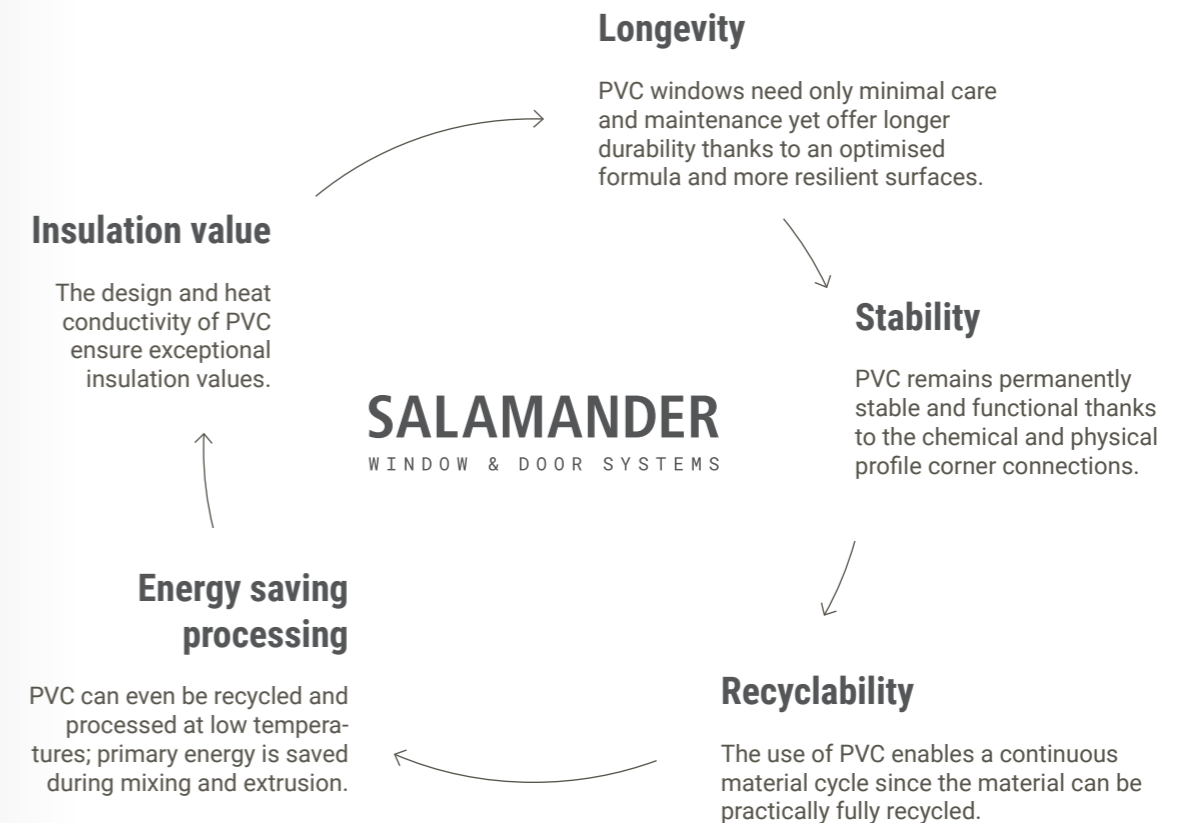 Longevity
PVC windows need only minimal care
and maintenance yet offer longer
durability thanks to an optimised
formula and more resilient surfaces.
Stability
PVC remains permanently
stable and functional thanks
to the chemical and physical
profile corner connections.
Recyclability
The use of PVC enables a continuous
material cycle since the material can be
practically fully recycled.
Energy saving
processing
PVC can even be recycled and
processed at low tempera-
tures; primary energy is saved
during mixing and extrusion.
Insulation value
The design and heat
conductivity of PVC
ensure exceptional
insulation values.
SALAMANDER
WINDOW & DOOR SYSTEMS